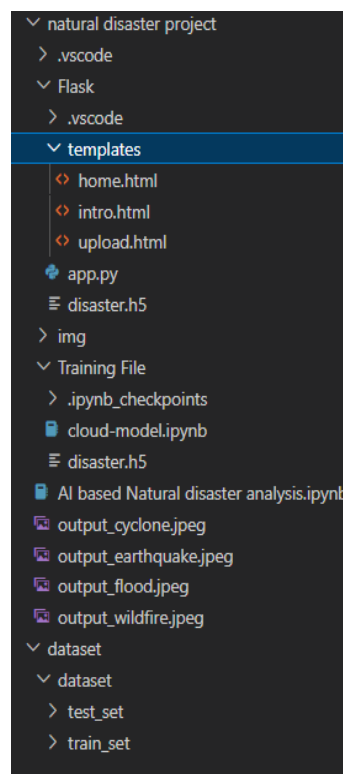 natural disaster project
.vscode
Flask
.vscode
templates
home.html
intro.html
upload.html
app.py
disaster.h5
img
Training File
.ipynb_checkpoints
cloud-model.ipynb
disaster.h5
AI based Natural disaster analysis.ipynb
output_cyclone.jpeg
output_earthquake.jpeg
output_flood.jpeg
output_wildfire.jpeg
dataset
dataset
test_set
train_set